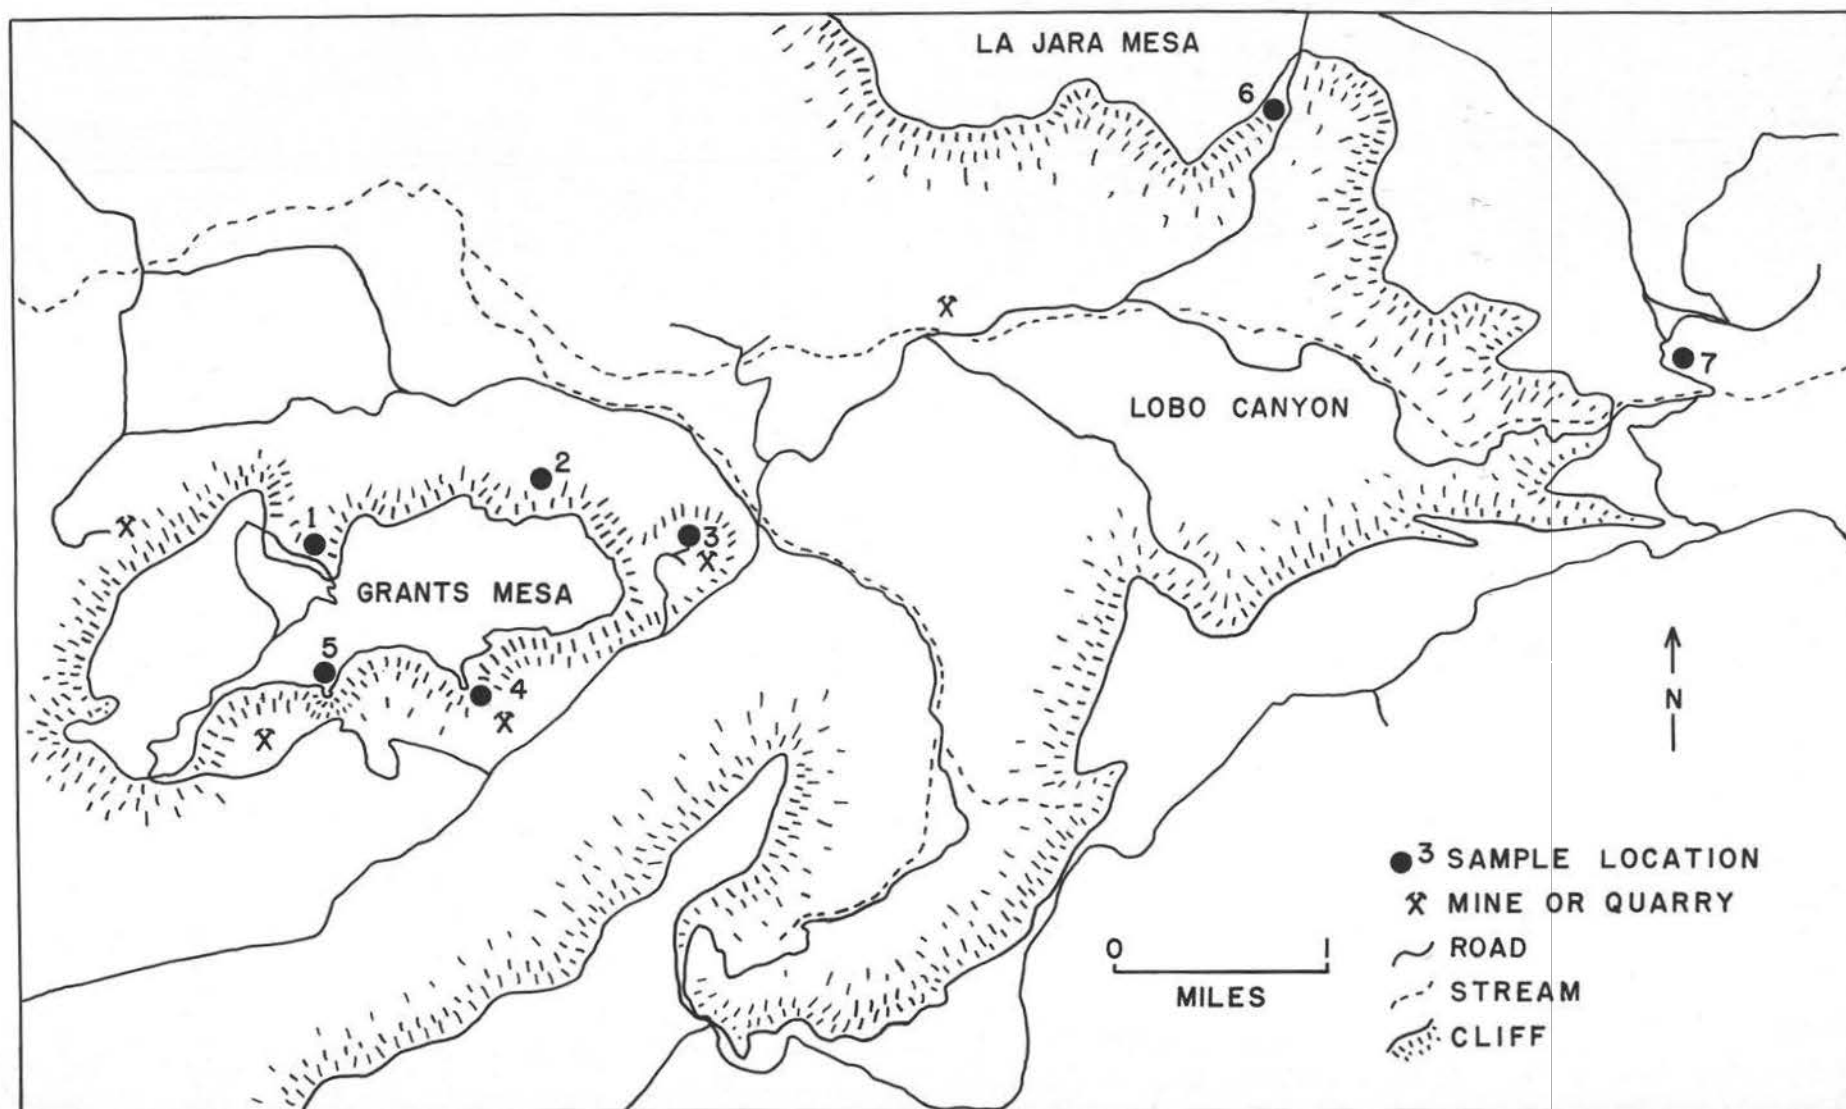 LA JARA MESA
6
7
LOBO CANYON
2
1
3
GRANTS MESA
5
4
N
3 SAMPLE LOCATION
MINE OR QUARRY
0 1
ROAD
MILES
STREAM
CLIFF